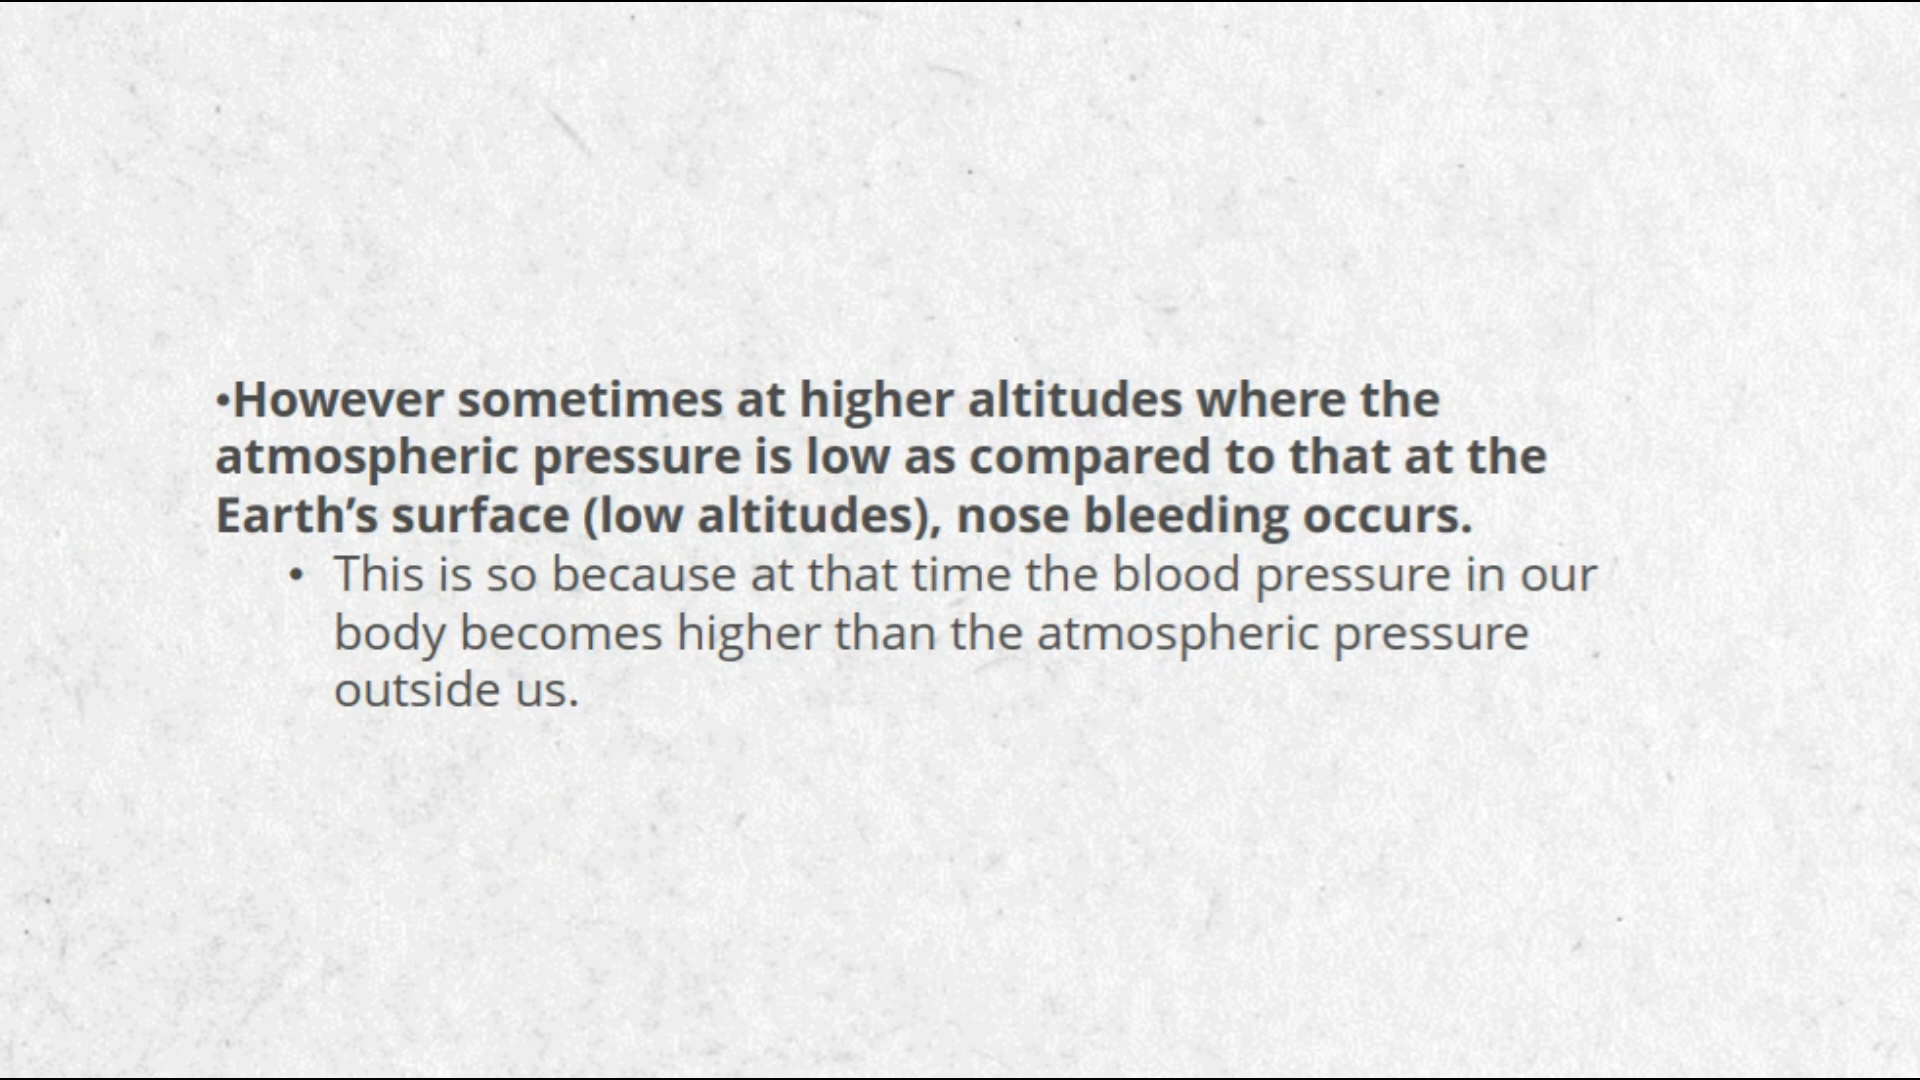 •However sometimes at higher altitudes where the
atmospheric pressure is low as compared to that at the
Earth’s surface (low altitudes), nose bleeding occurs.
• This is so because at that time the blood pressure in our
body becomes higher than the atmospheric pressure
outside us.